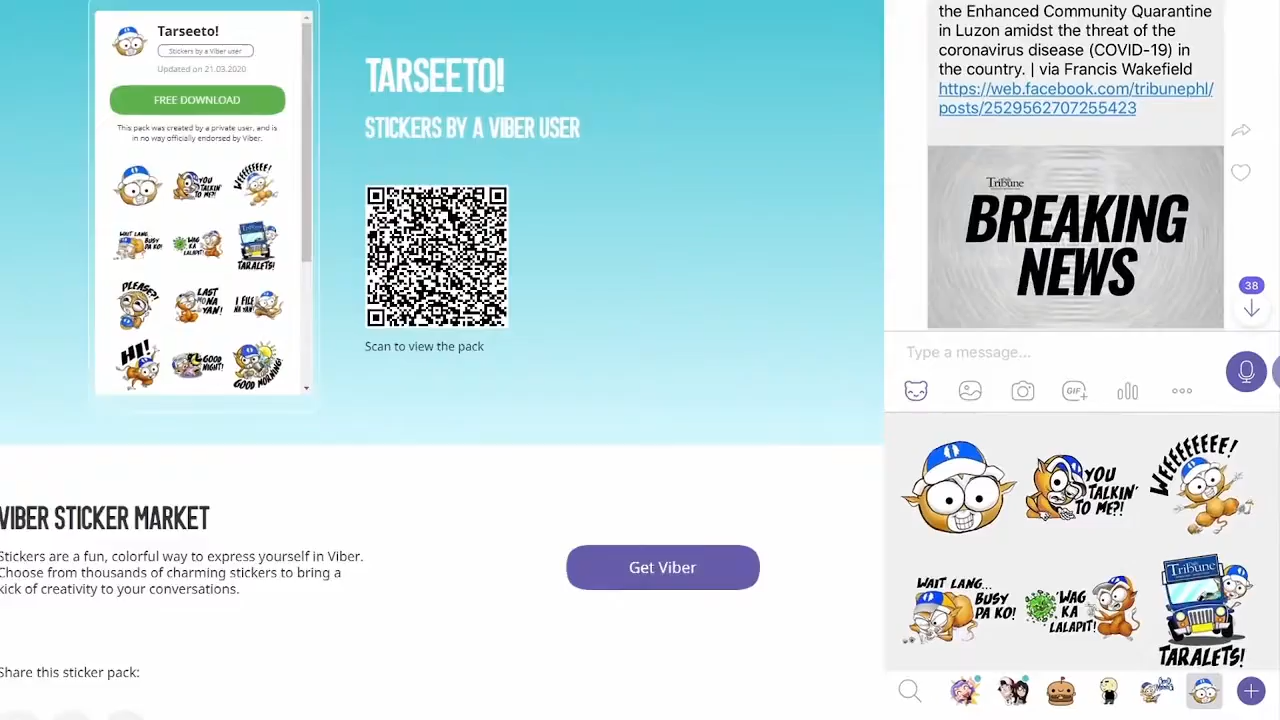 Tarseeto!
Stickers by a Viber user
Updated on 21.03.2020
FREE DOWNLOAD
This pack was created by a private user, and is
in no way officially endorsed by Viber.
YOU
TALKIN'
TO ME?!
WEEEEEEEE!
WAIT LANG...
BUSY
PA KO!
WAG
KA
LALAPIT!
Tribune
TARALETS!
PLEASE?!
LAST
MO NA
YAN!
I FILE
NA YAN!
HI!
GOOD
NIGHT!
GOOD MORNING!
TARSEETO!
STICKERS BY A VIBER USER
Scan to view the pack
VIBER STICKER MARKET
Stickers are a fun, colorful way to express yourself in Viber.
Choose from thousands of charming stickers to bring a
kick of creativity to your conversations.
Get Viber
Share this sticker pack:
the Enhanced Community Quarantine
in Luzon amidst the threat of the
coronavirus disease (COVID-19) in
the country. | via Francis Wakefield
https://web.facebook.com/tribunephl/
posts/2529562707255423
Tribune
BREAKING
NEWS
38
Type a message...
GIF+
YOU
TALKIN'
TO ME?!
WEEEEEEEE!
WAIT LANG...
BUSY
PA KO!
'WAG
KA
LALAPIT!
Tribune
TARALETS!